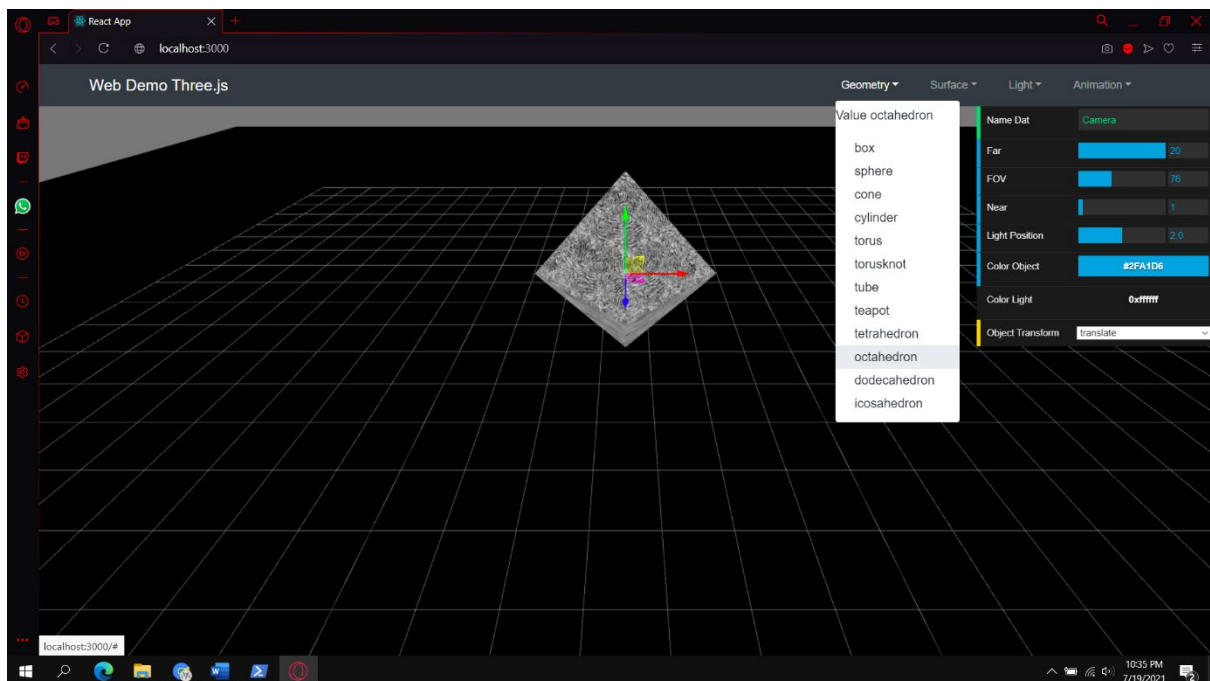 React App
localhost:3000
Web Demo Three.js
Geometry Surface Light Animation
Value octahedron
box
sphere
cone
cylinder
torus
torusknot
tube
teapot
tetrahedron
octahedron
dodecahedron
icosahedron
Name Dat Camera
Far 20
FOV 76
Near 1
Light Position 2.0
Color Object #2FA1D6
Color Light 0xffffff
Object Transform translate
localhost:3000/#
10:35 PM
7/19/2021